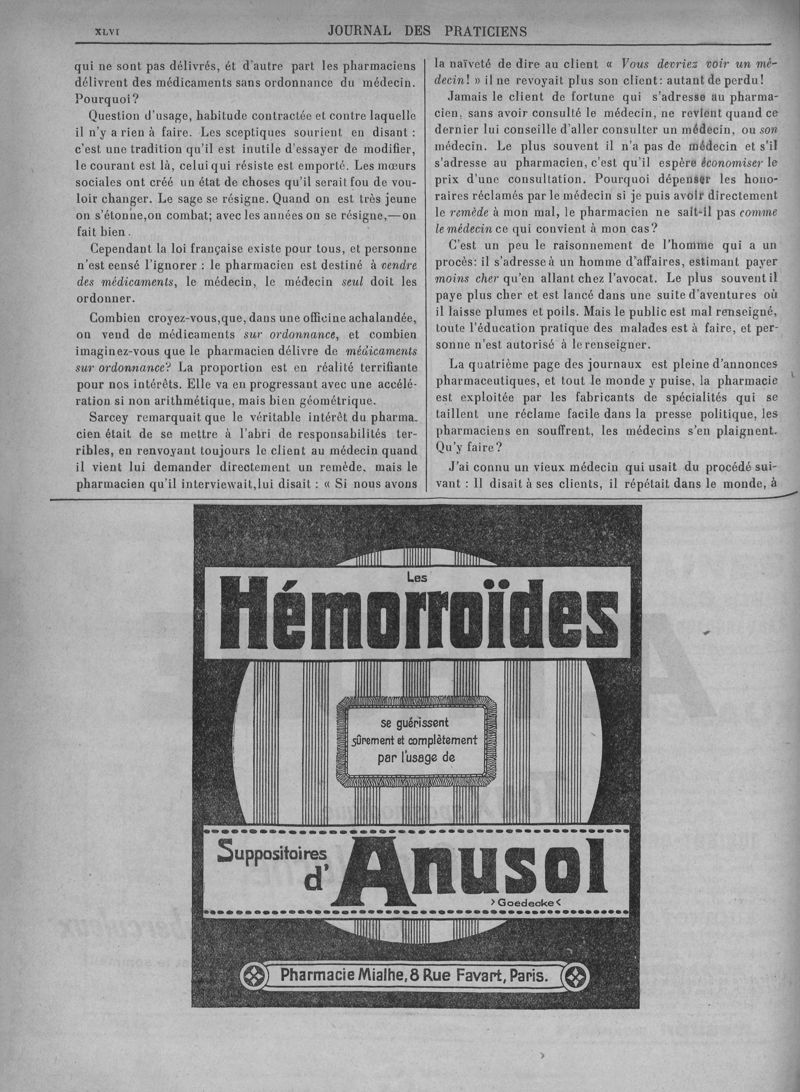 XLVI
JOURNAL DES PRATICIENS
qui ne sont pas délivrés, ét d'autre part les pharmaciens
délivrent des médicaments sans ordonnance du médecin.
Pourquoi?
Question d'usage, habitude contractée et contre laquelle
il n'y a rien à faire. Les sceptiques sourient en disant :
c'est une tradition qu'il est inutile d'essayer de modifier,
le courant est là, celui qui résiste est emporté. Les mœurs
sociales ont créé un état de choses qu'il serait fou de vou-
loir changer. Le sage se résigne. Quand on est très jeune
on s'étonne, on combat; avec les années on se résigne,—on
fait bien.
Cependant la loi française existe pour tous, et personne
n'est censé l'ignorer : le pharmacien est destiné à vendre
des médicaments, le médecin, le médecin seul doit les
ordonner.
Combien croyez-vous, que, dans une officine achalandée,
on vend de médicaments sur ordonnance, et combien
imaginez-vous que le pharmacien délivre de médicaments
sur ordonnance? La proportion est en réalité terrifiante
pour nos intérêts. Elle va en progressant avec une accélé-
ration si non arithmétique, mais bien géométrique.
Sarcey remarquait que le véritable intérêt du pharma.
cien était de se mettre à l'abri de responsabilités ter-
ribles, en renvoyant toujours le client au médecin quand
il vient lui demander directement un remède, mais le
pharmacien qu'il interviewait, lui disait : « Si nous avons
la naïveté de dire au client « Vous devriez voir un mé-
decin! » il ne revoyait plus son client: autant de perdu!
Jamais le client de fortune qui s'adresse au pharma-
cien, sans avoir consulté le médecin, ne revient quand ce
dernier lui conseille d'aller consulter un médecin, ou son
médecin. Le plus souvent il n'a pas de médecin et s'il
s'adresse au pharmacien, c'est qu'il espère économiser le
prix d'une consultation. Pourquoi dépenser les hono-
raires réclamés par le médecin si je puis avoir directement
le remède à mon mal, le pharmacien ne sait-il pas comme
le médecin ce qui convient à mon cas?
C'est un peu le raisonnement de l'homme qui a un
procès: il s'adresse à un homme d'affaires, estimant payer
moins cher qu'en allant chez l'avocat. Le plus souvent il
paye plus cher et est lancé dans une suite d'aventures où
il laisse plumes et poils. Mais le public est mal renseigné,
toute l'éducation pratique des malades est à faire, et per-
sonne n'est autorisé à le renseigner.
La quatrième page des journaux est pleine d'annonces
pharmaceutiques, et tout le monde y puise, la pharmacie
est exploitée par les fabricants de spécialités qui se
taillent une réclame facile dans la presse politique, les
pharmaciens en souffrent, les médecins s'en plaignent.
Qu'y faire?
J'ai connu un vieux médecin qui usait du procédé sui-
vant : Il disait à ses clients, il répétait dans le monde, à
Les
Hémorroïdes
se guérissent
sûrement et complètement
par l'usage de
Suppositoires
d'Anusol
>Goedecke<
Pharmacie Mialhe, 8 Rue Favart, Paris.